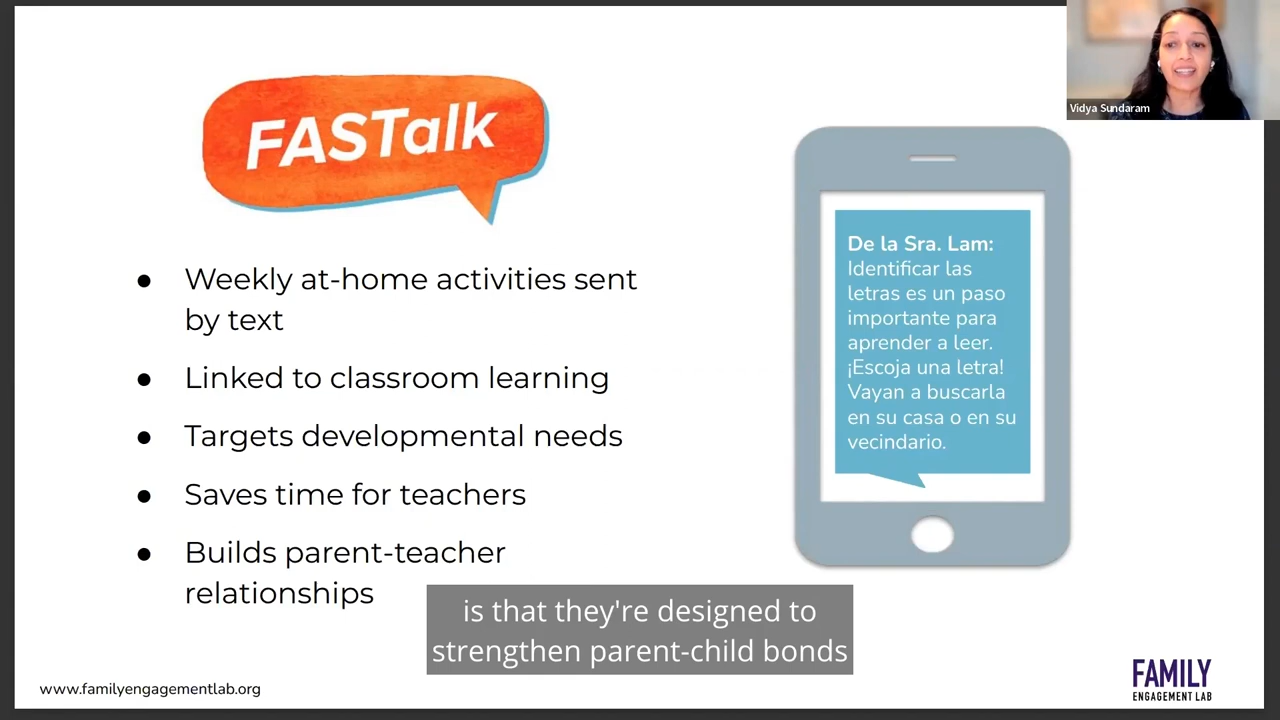 FASTalk
Weekly at-home activities sent
by text
Linked to classroom learning
Targets developmental needs
Saves time for teachers
Builds parent-teacher
relationships
Vidya Sundaram
De la Sra. Lam:
Identificar las
letras es un paso
importante para
aprender a leer.
¡Escoja una letra!
Vayan a buscarla
en su casa o en su
vecindario.
is that they're designed to
strengthen parent-child bonds
www.familyengagementlab.org
FAMILY
ENGAGEMENT LAB